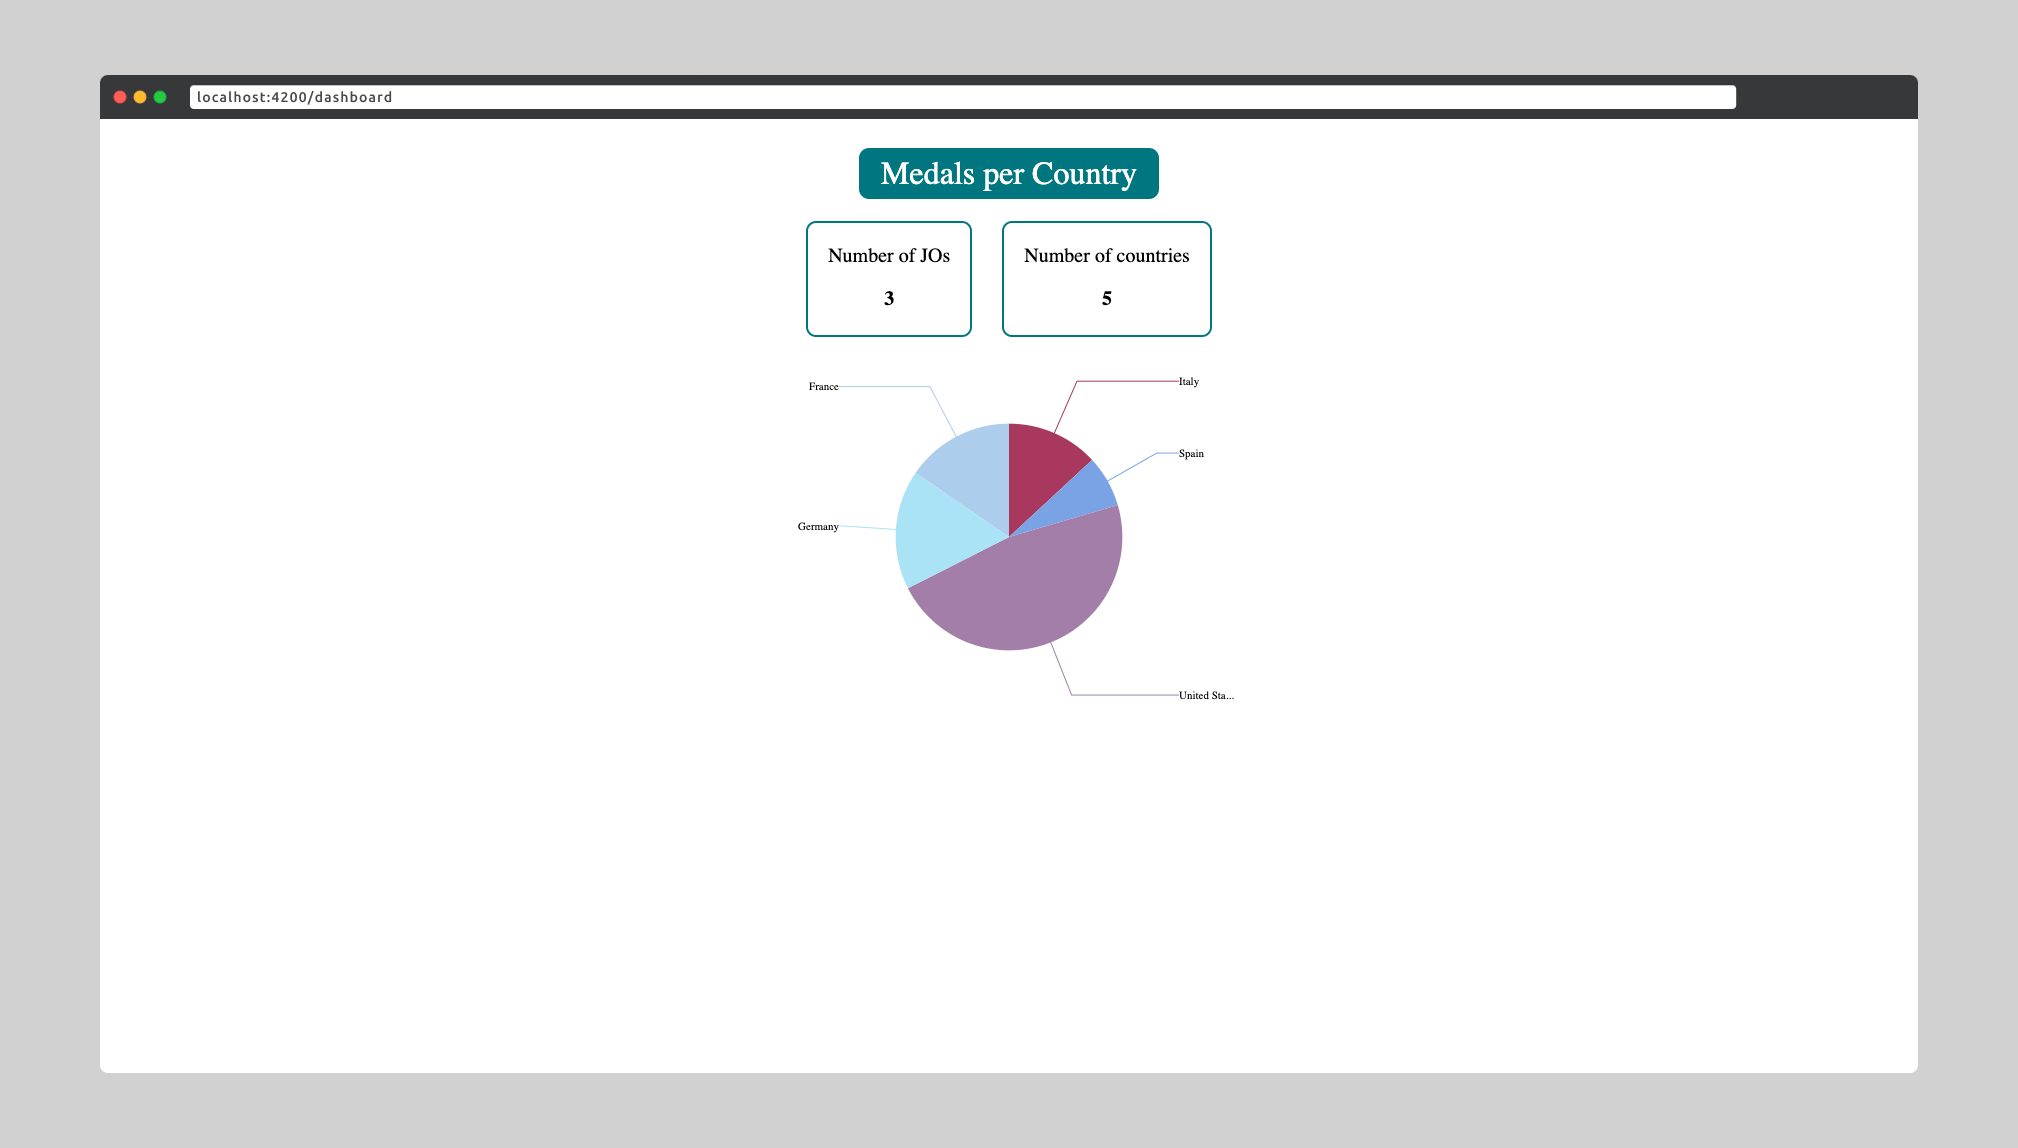 localhost:4200/dashboard
Medals per Country
Number of JOs
3
Number of countries
5
France
Italy
Spain
Germany
United Sta...